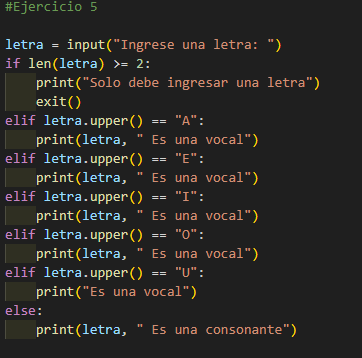 #Ejercicio 5
letra = input("Ingrese una letra: ")
if len(letra) >= 2:
    print("Solo debe ingresar una letra")
    exit()
elif letra.upper() == "A":
    print(letra, " Es una vocal")
elif letra.upper() == "E":
    print(letra, " Es una vocal")
elif letra.upper() == "I":
    print(letra, " Es una vocal")
elif letra.upper() == "O":
    print(letra, " Es una vocal")
elif letra.upper() == "U":
    print("Es una vocal")
else:
    print(letra, " Es una consonante")